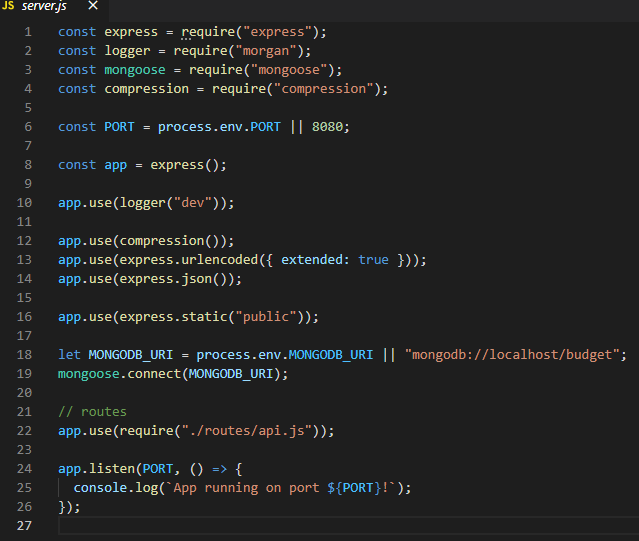 JS server.js ×
1 const express = require("express");
2 const logger = require("morgan");
3 const mongoose = require("mongoose");
4 const compression = require("compression");
5
6 const PORT = process.env.PORT || 8080;
7
8 const app = express();
9
10 app.use(logger("dev"));
11
12 app.use(compression());
13 app.use(express.urlencoded({ extended: true }));
14 app.use(express.json());
15
16 app.use(express.static("public"));
17
18 let MONGODB_URI = process.env.MONGODB_URI || "mongodb://localhost/budget";
19 mongoose.connect(MONGODB_URI);
20
21 // routes
22 app.use(require("./routes/api.js"));
23
24 app.listen(PORT, () => {
25   console.log(`App running on port ${PORT}!`);
26 });
27